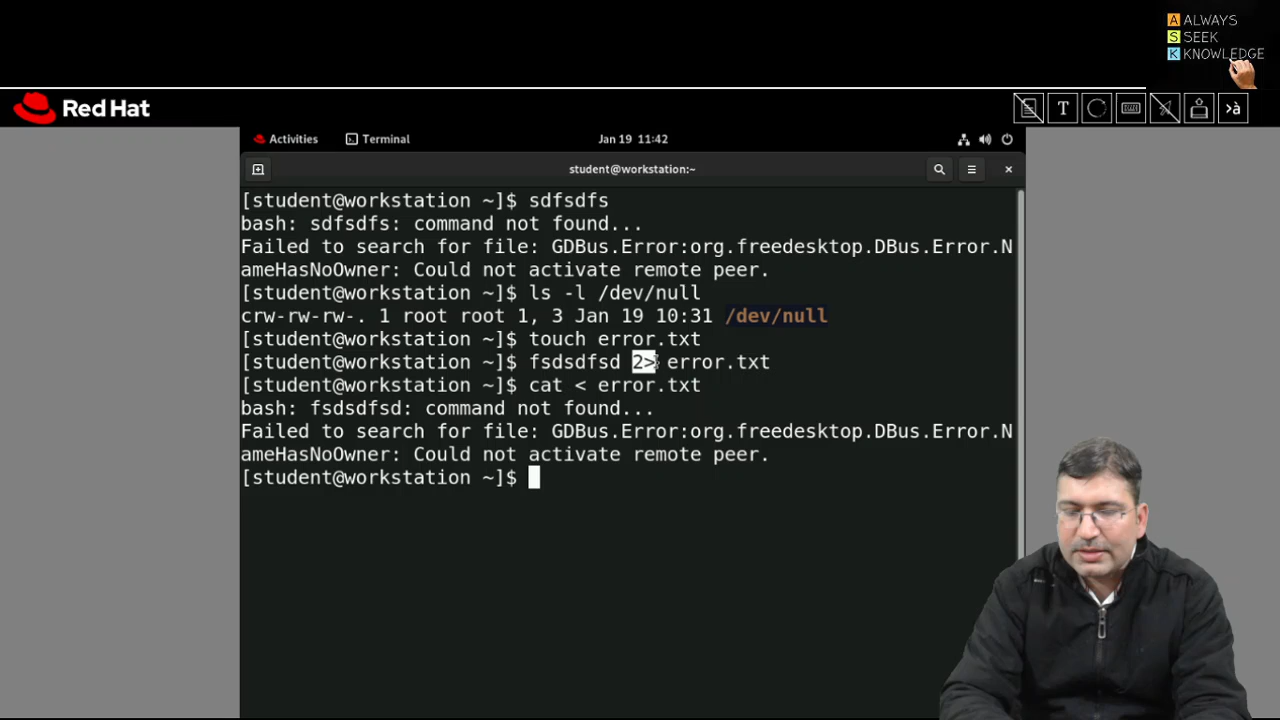 A ALWAYS
S SEEK
K KNOWLEDGE
Red Hat
T
›à
Activities Terminal Jan 19 11:42
student@workstation:~
[student@workstation ~]$ sdfsdfs
bash: sdfsdfs: command not found...
Failed to search for file: GDBus.Error:org.freedesktop.DBus.Error.N
ameHasNoOwner: Could not activate remote peer.
[student@workstation ~]$ ls -l /dev/null
crw-rw-rw-. 1 root root 1, 3 Jan 19 10:31 /dev/null
[student@workstation ~]$ touch error.txt
[student@workstation ~]$ fsdsdfsd 2> error.txt
[student@workstation ~]$ cat < error.txt
bash: fsdsdfsd: command not found...
Failed to search for file: GDBus.Error:org.freedesktop.DBus.Error.N
ameHasNoOwner: Could not activate remote peer.
[student@workstation ~]$